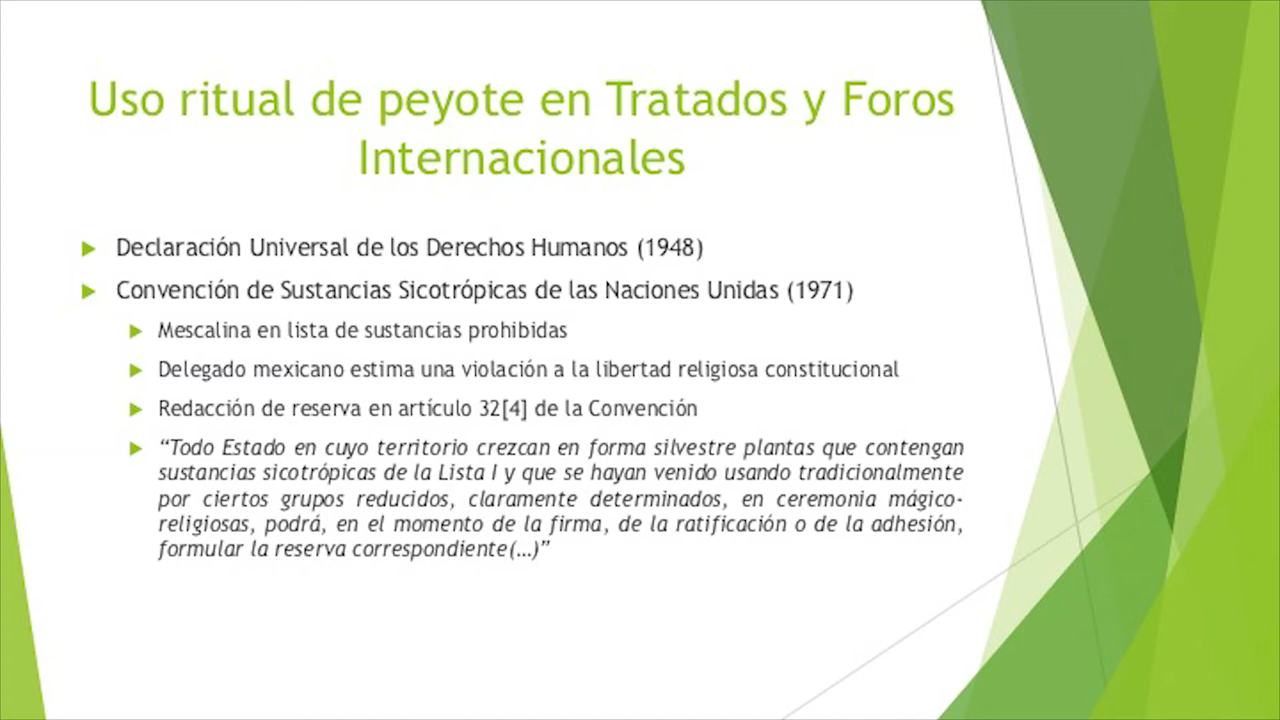 Uso ritual de peyote en Tratados y Foros
Internacionales
Declaración Universal de los Derechos Humanos (1948)
Convención de Sustancias Sicotrópicas de las Naciones Unidas (1971)
Mescalina en lista de sustancias prohibidas
Delegado mexicano estima una violación a la libertad religiosa constitucional
Redacción de reserva en artículo 32[4] de la Convención
“Todo Estado en cuyo territorio crezcan en forma silvestre plantas que contengan
sustancias sicotrópicas de la Lista I y que se hayan venido usando tradicionalmente
por ciertos grupos reducidos, claramente determinados, en ceremonia mágico-
religiosas, podrá, en el momento de la firma, de la ratificación o de la adhesión,
formular la reserva correspondiente(…)”